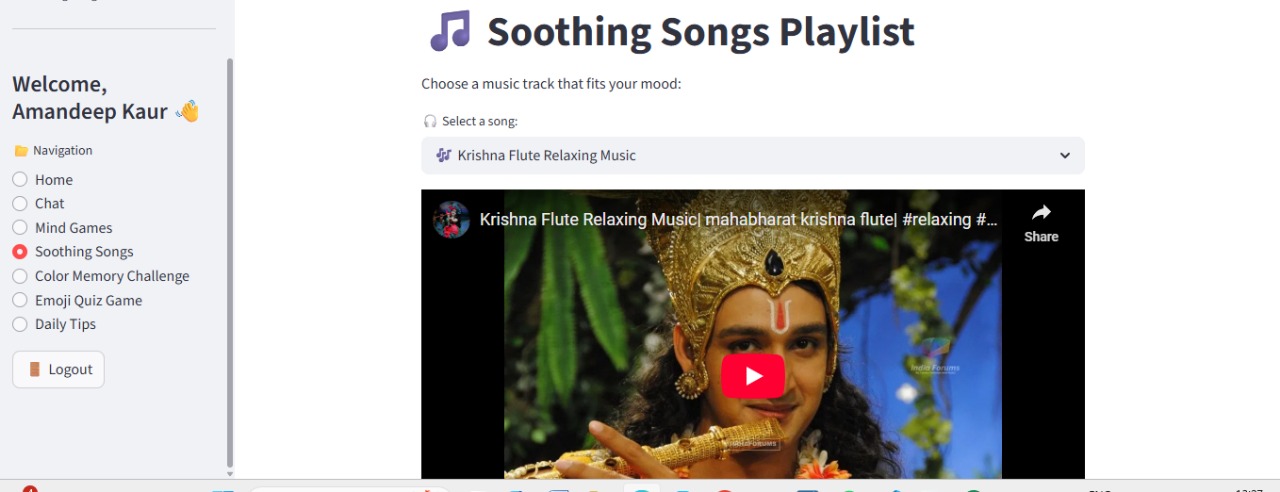 Welcome,
Amandeep Kaur
Navigation
Home
Chat
Mind Games
Soothing Songs
Color Memory Challenge
Emoji Quiz Game
Daily Tips
Logout
Soothing Songs Playlist
Choose a music track that fits your mood:
Select a song:
Krishna Flute Relaxing Music
Krishna Flute Relaxing Music| mahabharat krishna flute| #relaxing #...
Share
India Forums